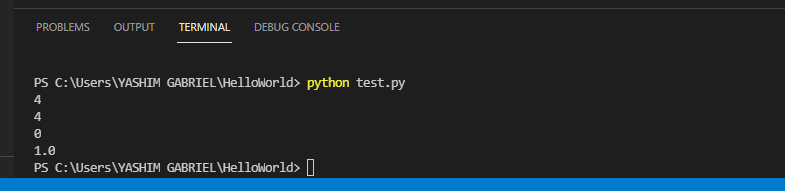 PROBLEMS OUTPUT TERMINAL DEBUG CONSOLE
PS C:\Users\YASHIM GABRIEL\HelloWorld> python test.py
4
4
0
1.0
PS C:\Users\YASHIM GABRIEL\HelloWorld>